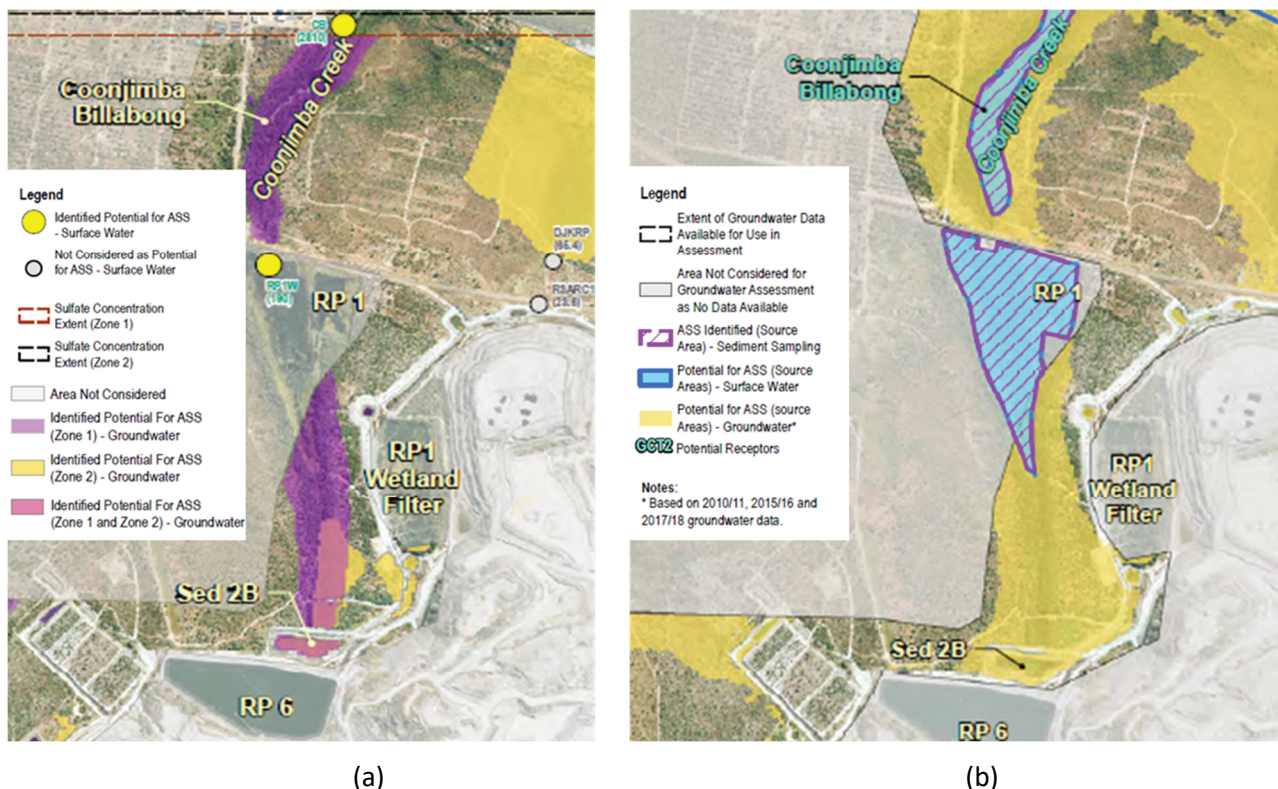 CB
(2810)
Coonjimba
Billabong
Coonjimba Creek
Legend
Identified Potential for ASS
- Surface Water
Not Considered as Potential
for ASS - Surface Water
Sulfate Concentration
Extent (Zone 1)
Sulfate Concentration
Extent (Zone 2)
Area Not Considered
Identified Potential For ASS
(Zone 1) - Groundwater
Identified Potential For ASS
(Zone 2) - Groundwater
Identified Potential For ASS
(Zone 1 and Zone 2) - Groundwater
DJKRP
RP1W
(190)
RP 1
RP1
Wetland
Filter
Sed 2B
RP 6
(a)
Coonjimba
Billabong
Coonjimba Creek
Legend
Extent of Groundwater Data
Available for Use in
Assessment
Area Not Considered for
Groundwater Assessment
as No Data Available
ASS Identified (Source
Area) - Sediment Sampling
Potential for ASS (Source
Areas) - Surface Water
Potential for ASS (source
Areas) - Groundwater*
GCT2 Potential Receptors
Notes:
* Based on 2010/11, 2015/16 and
2017/18 groundwater data.
RP 1
RP1
Wetland
Filter
Sed 2B
RP 6
(b)